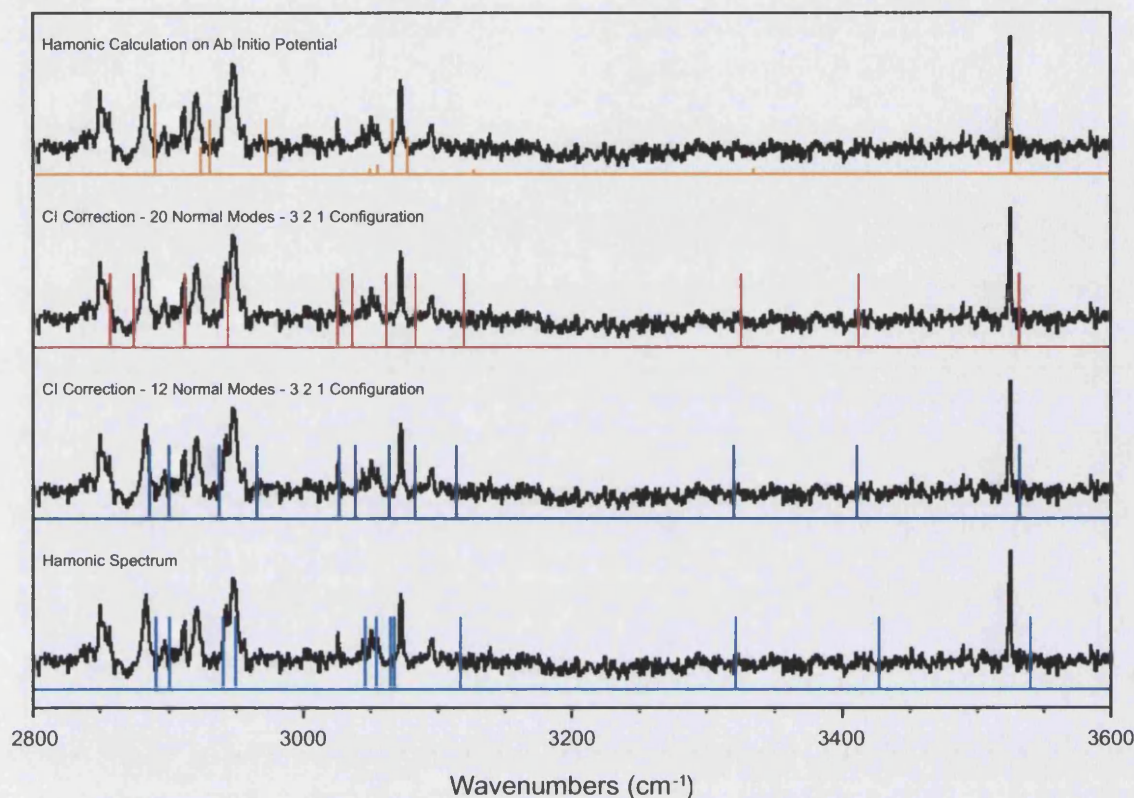 Hamonic Calculation on Ab Initio Potential
CI Correction - 20 Normal Modes - 3 2 1 Configuration
CI Correction - 12 Normal Modes - 3 2 1 Configuration
Hamonic Spectrum
2800 3000 3200 3400 3600
Wavenumbers (cm⁻¹)